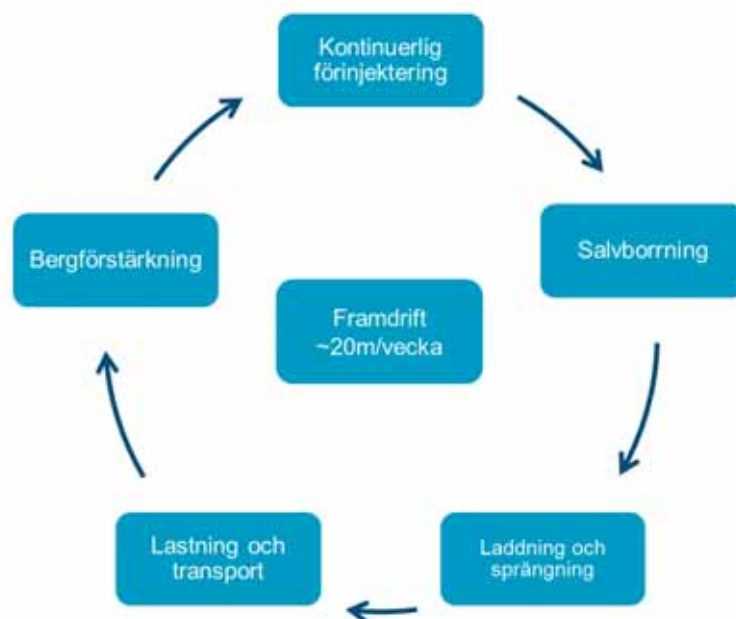 Kontinuerlig
förinjektering
Salvborrning
Bergförstärkning
Framdrift
~20m/vecka
Lastning och
transport
Laddning och
sprängning